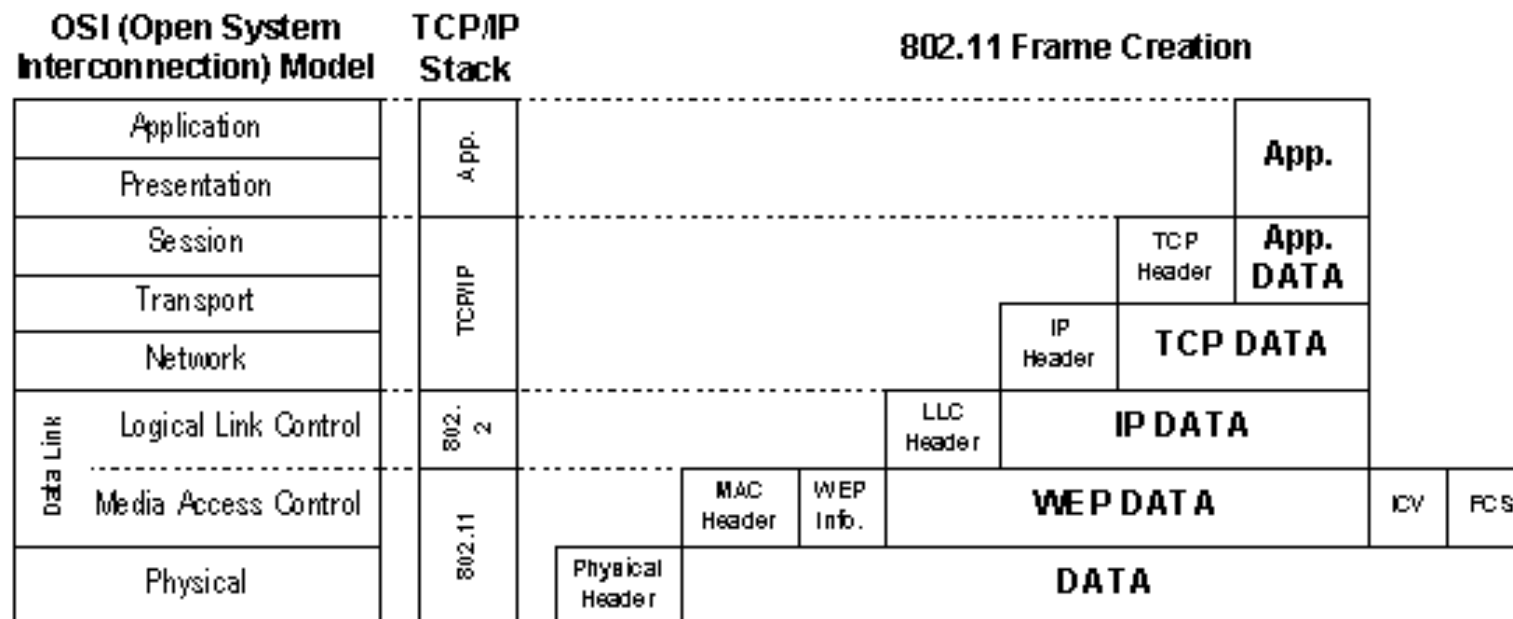 OSI (Open System
Interconnection) Model
TCP/IP
Stack
802.11 Frame Creation
Application
Presentation
Session
Transport
Network
Data Link
Logical Link Control
Media Access Control
Physical
App.
TCP/IP
802.
2
802.11
App.
TCP
Header
App.
DATA
IP
Header
TCP DATA
LLC
Header
IP DATA
MAC
Header
WEP
Info.
WEP DATA
ICV
FCS
Physical
Header
DATA